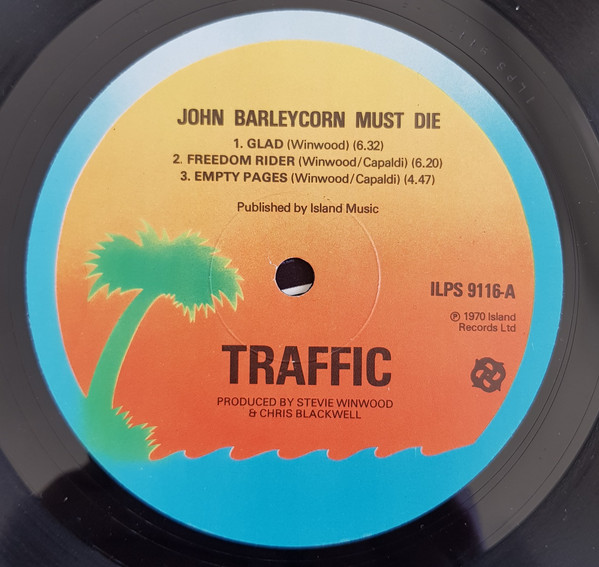 JOHN BARLEYCORN MUST DIE
1. GLAD (Winwood) (6.32)
2. FREEDOM RIDER (Winwood/Capaldi) (6.20)
3. EMPTY PAGES (Winwood/Capaldi) (4.47)
Published by Island Music
ILPS 9116-A
℗ 1970 Island
Records Ltd
TRAFFIC
PRODUCED BY STEVIE WINWOOD
& CHRIS BLACKWELL